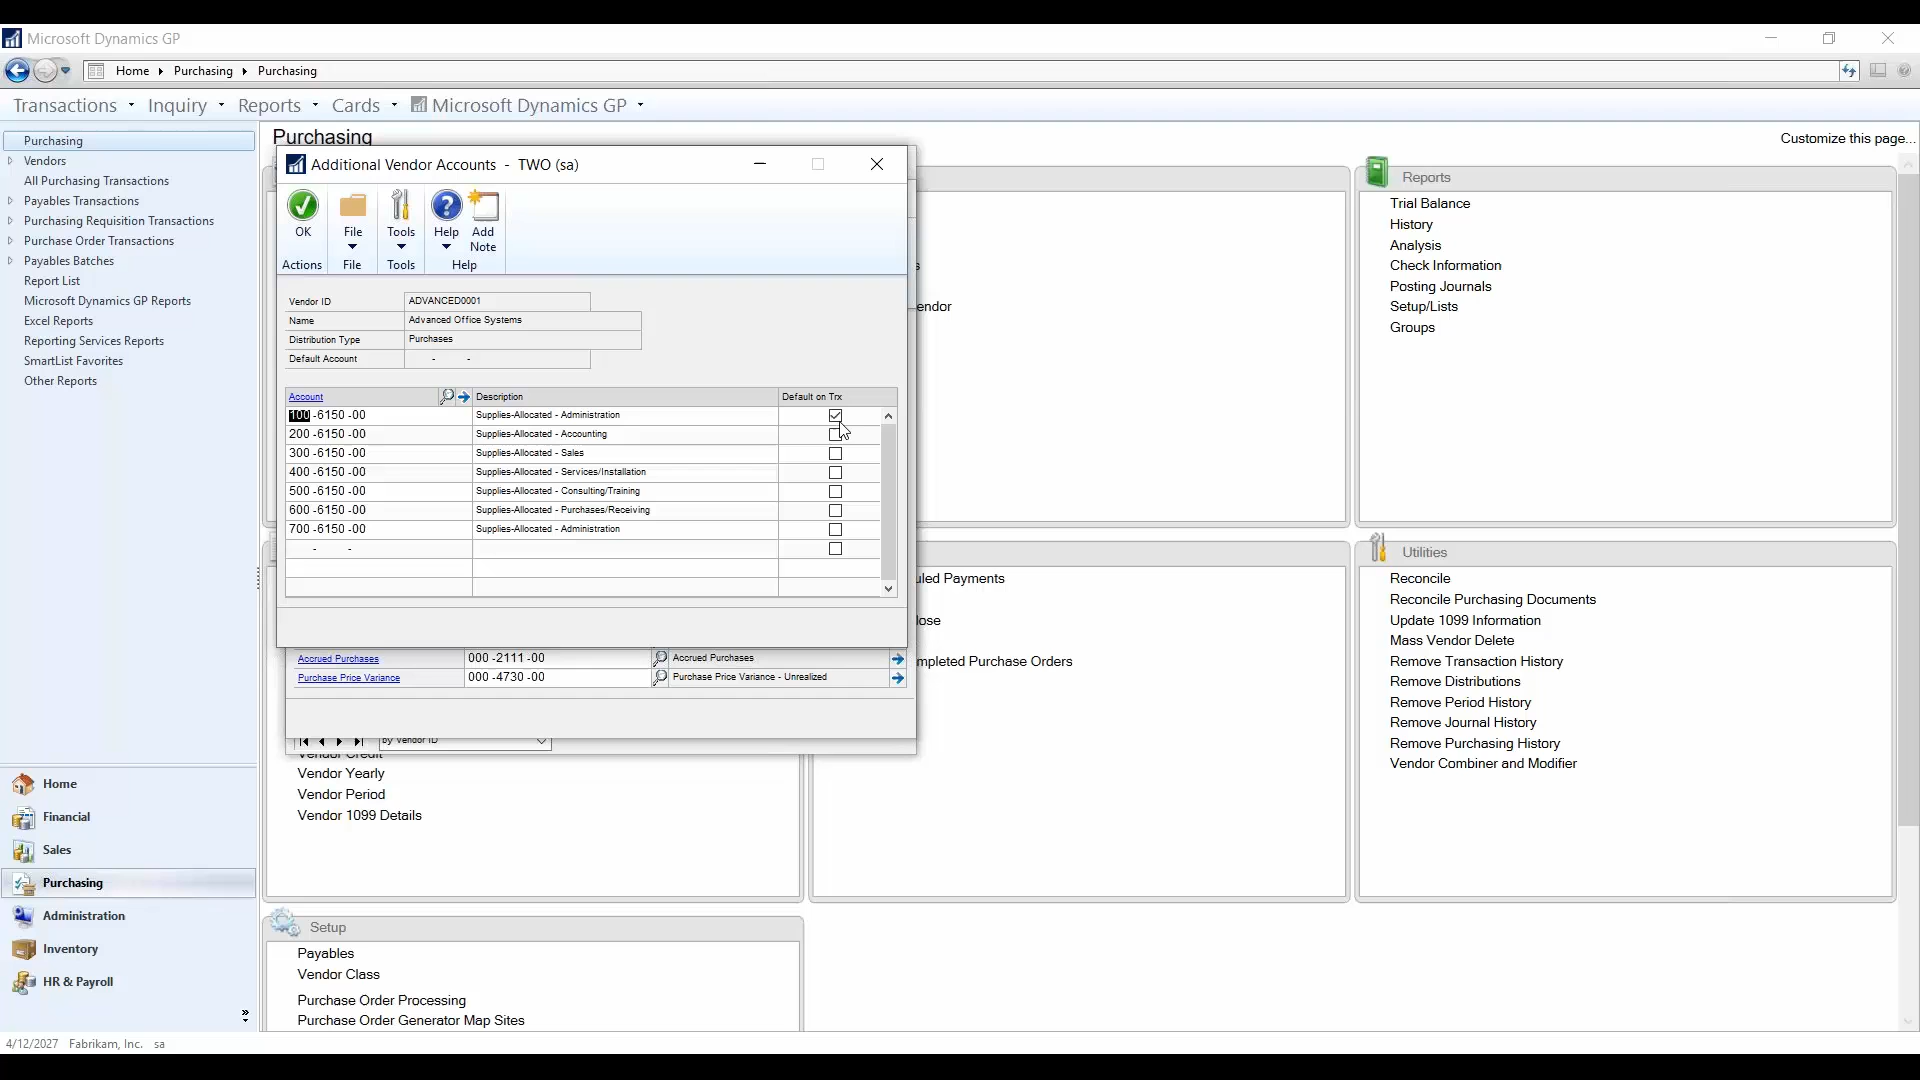 Microsoft Dynamics GP
Home Purchasing Purchasing
Transactions Inquiry Reports Cards Microsoft Dynamics GP
Purchasing
Vendors
All Purchasing Transactions
Payables Transactions
Purchasing Requisition Transactions
Purchase Order Transactions
Payables Batches
Report List
Microsoft Dynamics GP Reports
Excel Reports
Reporting Services Reports
SmartList Favorites
Other Reports
Home
Financial
Sales
Purchasing
Administration
Inventory
HR & Payroll
Purchasing
Customize this page...
Additional Vendor Accounts - TWO (sa)
OK File Tools Help Add Note
Actions File Tools Help
Vendor ID ADVANCED0001
Name Advanced Office Systems
Distribution Type Purchases
Default Account - -
Account Description Default on Trx
100 -6150 -00 Supplies-Allocated - Administration
200 -6150 -00 Supplies-Allocated - Accounting
300 -6150 -00 Supplies-Allocated - Sales
400 -6150 -00 Supplies-Allocated - Services/Installation
500 -6150 -00 Supplies-Allocated - Consulting/Training
600 -6150 -00 Supplies-Allocated - Purchases/Receiving
700 -6150 -00 Supplies-Allocated - Administration
- -
Accrued Purchases 000 -2111 -00 Accrued Purchases
Purchase Price Variance 000 -4730 -00 Purchase Price Variance - Unrealized
by Vendor ID
Vendor Credit
Vendor Yearly
Vendor Period
Vendor 1099 Details
s
endor
uled Payments
lose
mpleted Purchase Orders
Reports
Trial Balance
History
Analysis
Check Information
Posting Journals
Setup/Lists
Groups
Utilities
Reconcile
Reconcile Purchasing Documents
Update 1099 Information
Mass Vendor Delete
Remove Transaction History
Remove Distributions
Remove Period History
Remove Journal History
Remove Purchasing History
Vendor Combiner and Modifier
Setup
Payables
Vendor Class
Purchase Order Processing
Purchase Order Generator Map Sites
4/12/2027 Fabrikam, Inc. sa